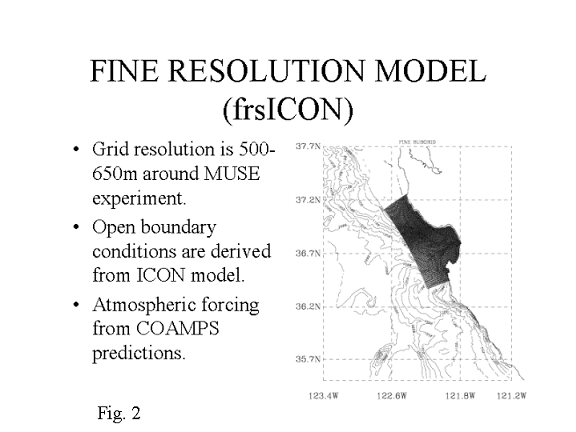 FINE RESOLUTION MODEL
(frsICON)
• Grid resolution is 500-
650m around MUSE
experiment.
• Open boundary
conditions are derived
from ICON model.
• Atmospheric forcing
from COAMPS
predictions.
Fig. 2
37.7N
37.2N
36.7N
36.2N
35.7N
123.4W
122.6W
121.8W
121.2W